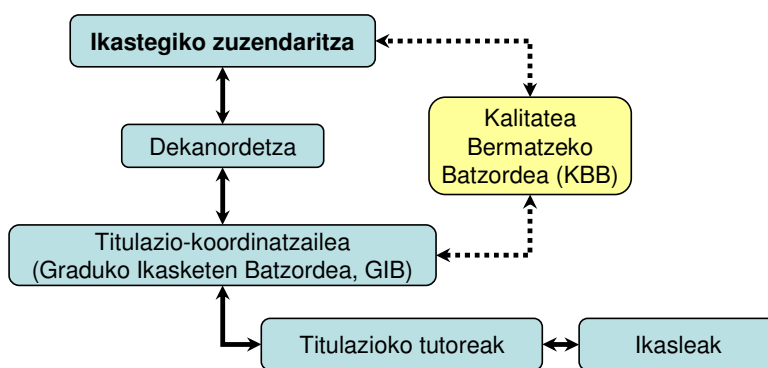 Ikastegiko zuzendaritza
Kalitatea
Bermatzeko
Batzordea (KBB)
Dekanordetza
Titulazio-koordinatzailea
(Graduko Ikasketen Batzordea, GIB)
Titulazioko tutoreak
Ikasleak